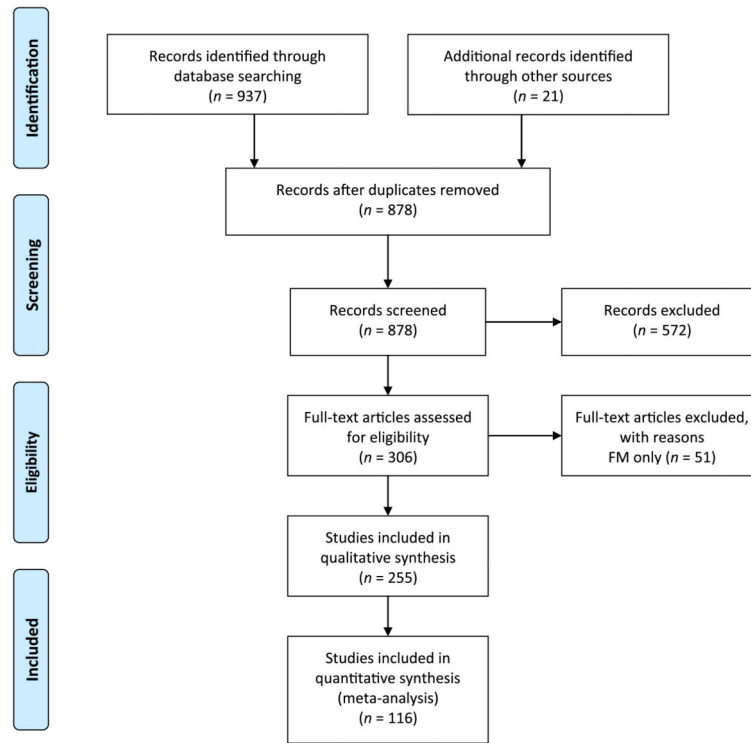 Identification
Records identified through
database searching
(n = 937)
Additional records identified
through other sources
(n = 21)
Records after duplicates removed
(n = 878)
Screening
Records screened
(n = 878)
Records excluded
(n = 572)
Eligibility
Full-text articles assessed
for eligibility
(n = 306)
Full-text articles excluded,
with reasons
FM only (n = 51)
Studies included in
qualitative synthesis
(n = 255)
Included
Studies included in
quantitative synthesis
(meta-analysis)
(n = 116)